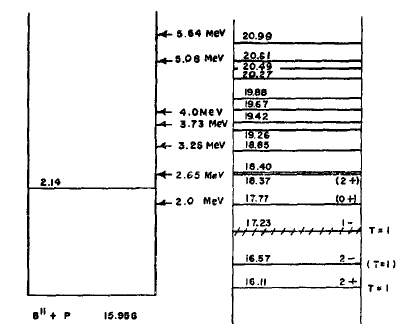 5.64 MeV 20.98
5.08 MeV 20.61
20.49
20.27
19.88
4.0 MeV 19.67
3.73 MeV 19.42
19.26
3.28 MeV 18.85
18.40
2.65 MeV 18.37 (2+)
2.14
2.0 MeV 17.77 (0+)
17.23 1- T=1
16.57 2- (T=1)
16.11 2+ T=1
B11 + P 15.956